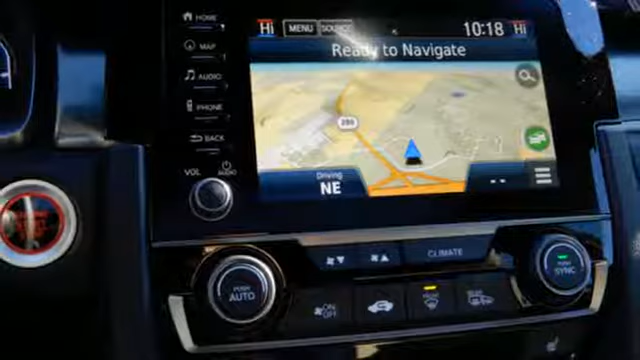 HOME
Hi
MENU
SOURCE
10:18
Hi
Ready to Navigate
MAP
AUDIO
PHONE
BACK
VOL
AUDIO
Driving
NE
--
CLIMATE
PUSH
AUTO
ON
OFF
PUSH
SYNC
REAR